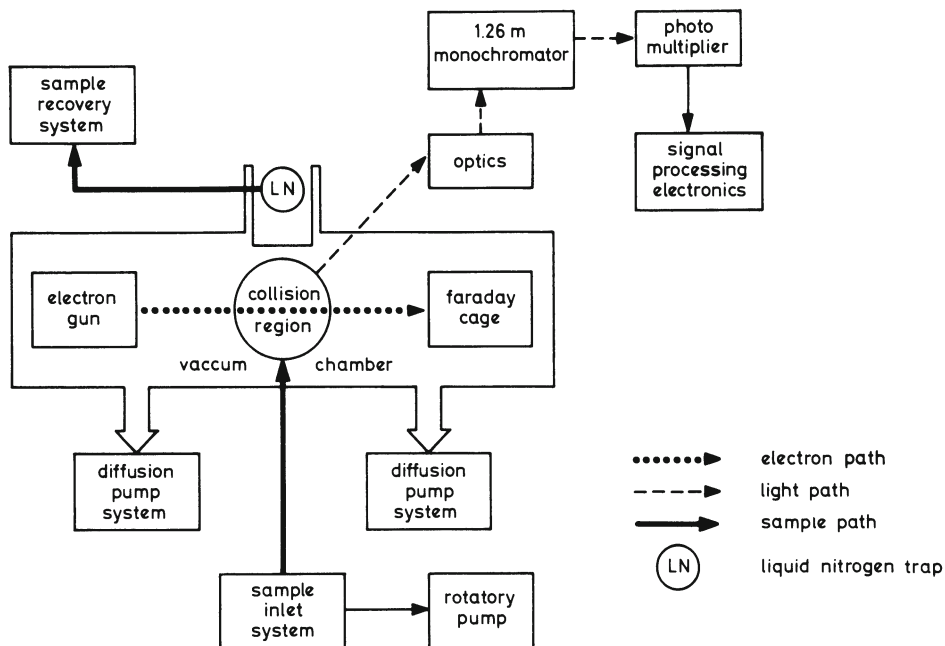 1.26 m
monochromator
photo
multiplier
sample
recovery
system
optics
signal
processing
electronics
LN
electron
gun
collision
region
faraday
cage
vaccum chamber
diffusion
pump
system
diffusion
pump
system
electron path
light path
sample path
LN liquid nitrogen trap
sample
inlet
system
rotatory
pump